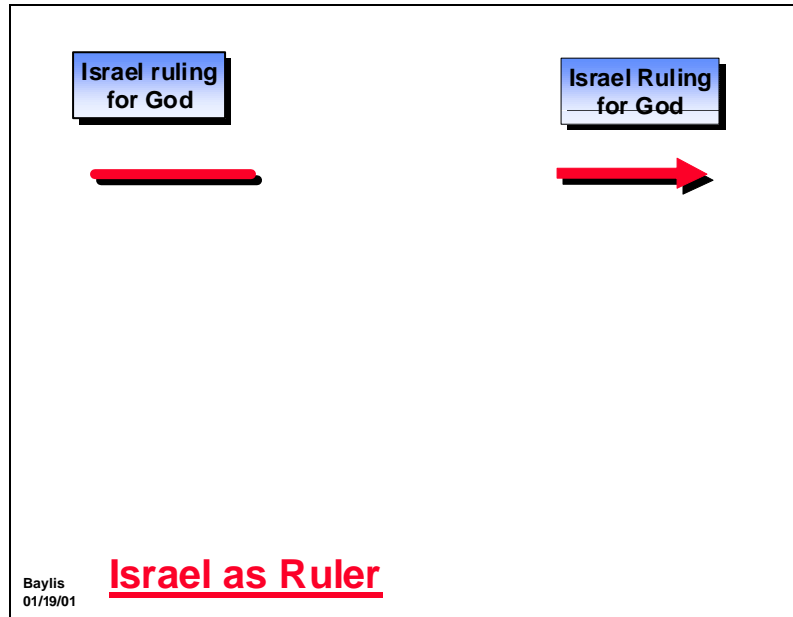 Israel ruling
for God
Israel Ruling
for God
Israel as Ruler
Baylis
01/19/01